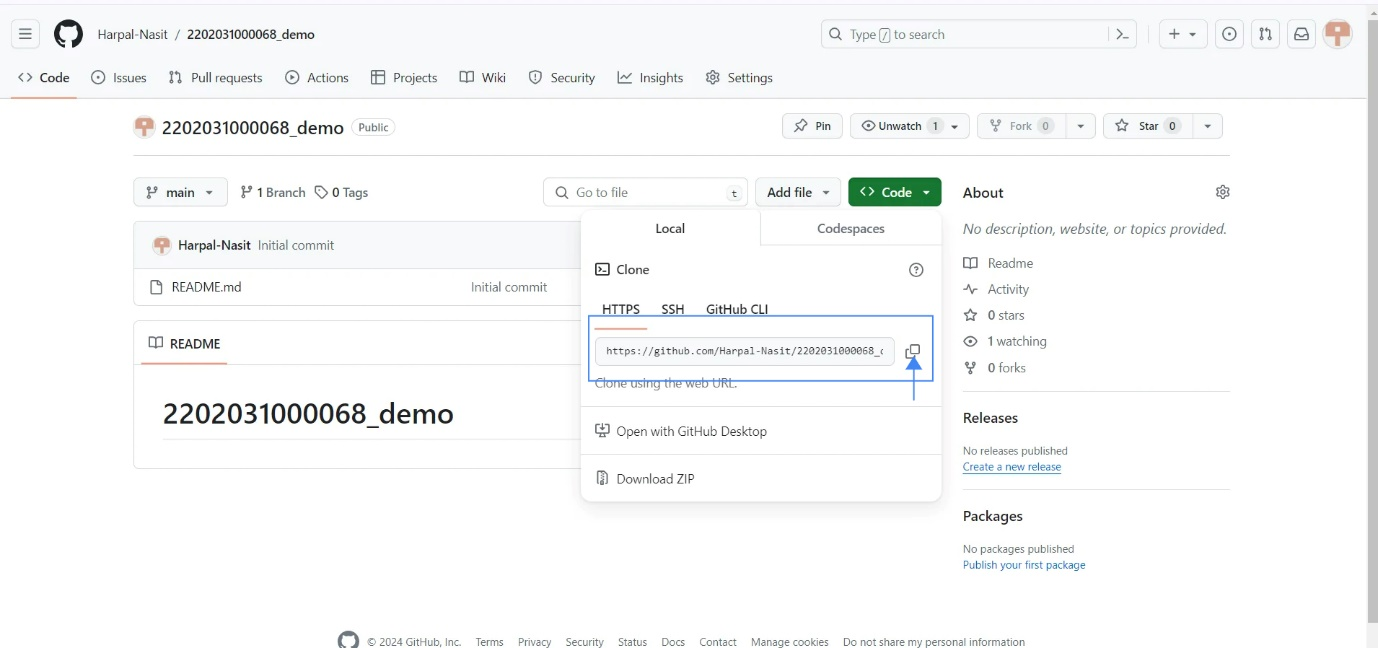 Harpal-Nasit / 2202031000068_demo
Type / to search
Code Issues Pull requests Actions Projects Wiki Security Insights Settings
2202031000068_demo Public
Pin Unwatch 1 Fork 0 Star 0
main 1 Branch 0 Tags
Go to file t Add file Code
Harpal-Nasit Initial commit
README.md Initial commit
README
2202031000068_demo
Local Codespaces
Clone
HTTPS SSH GitHub CLI
https://github.com/Harpal-Nasit/2202031000068_
Clone using the web URL.
Open with GitHub Desktop
Download ZIP
About
No description, website, or topics provided.
Readme
Activity
0 stars
1 watching
0 forks
Releases
No releases published
Create a new release
Packages
No packages published
Publish your first package
© 2024 GitHub, Inc. Terms Privacy Security Status Docs Contact Manage cookies Do not share my personal information